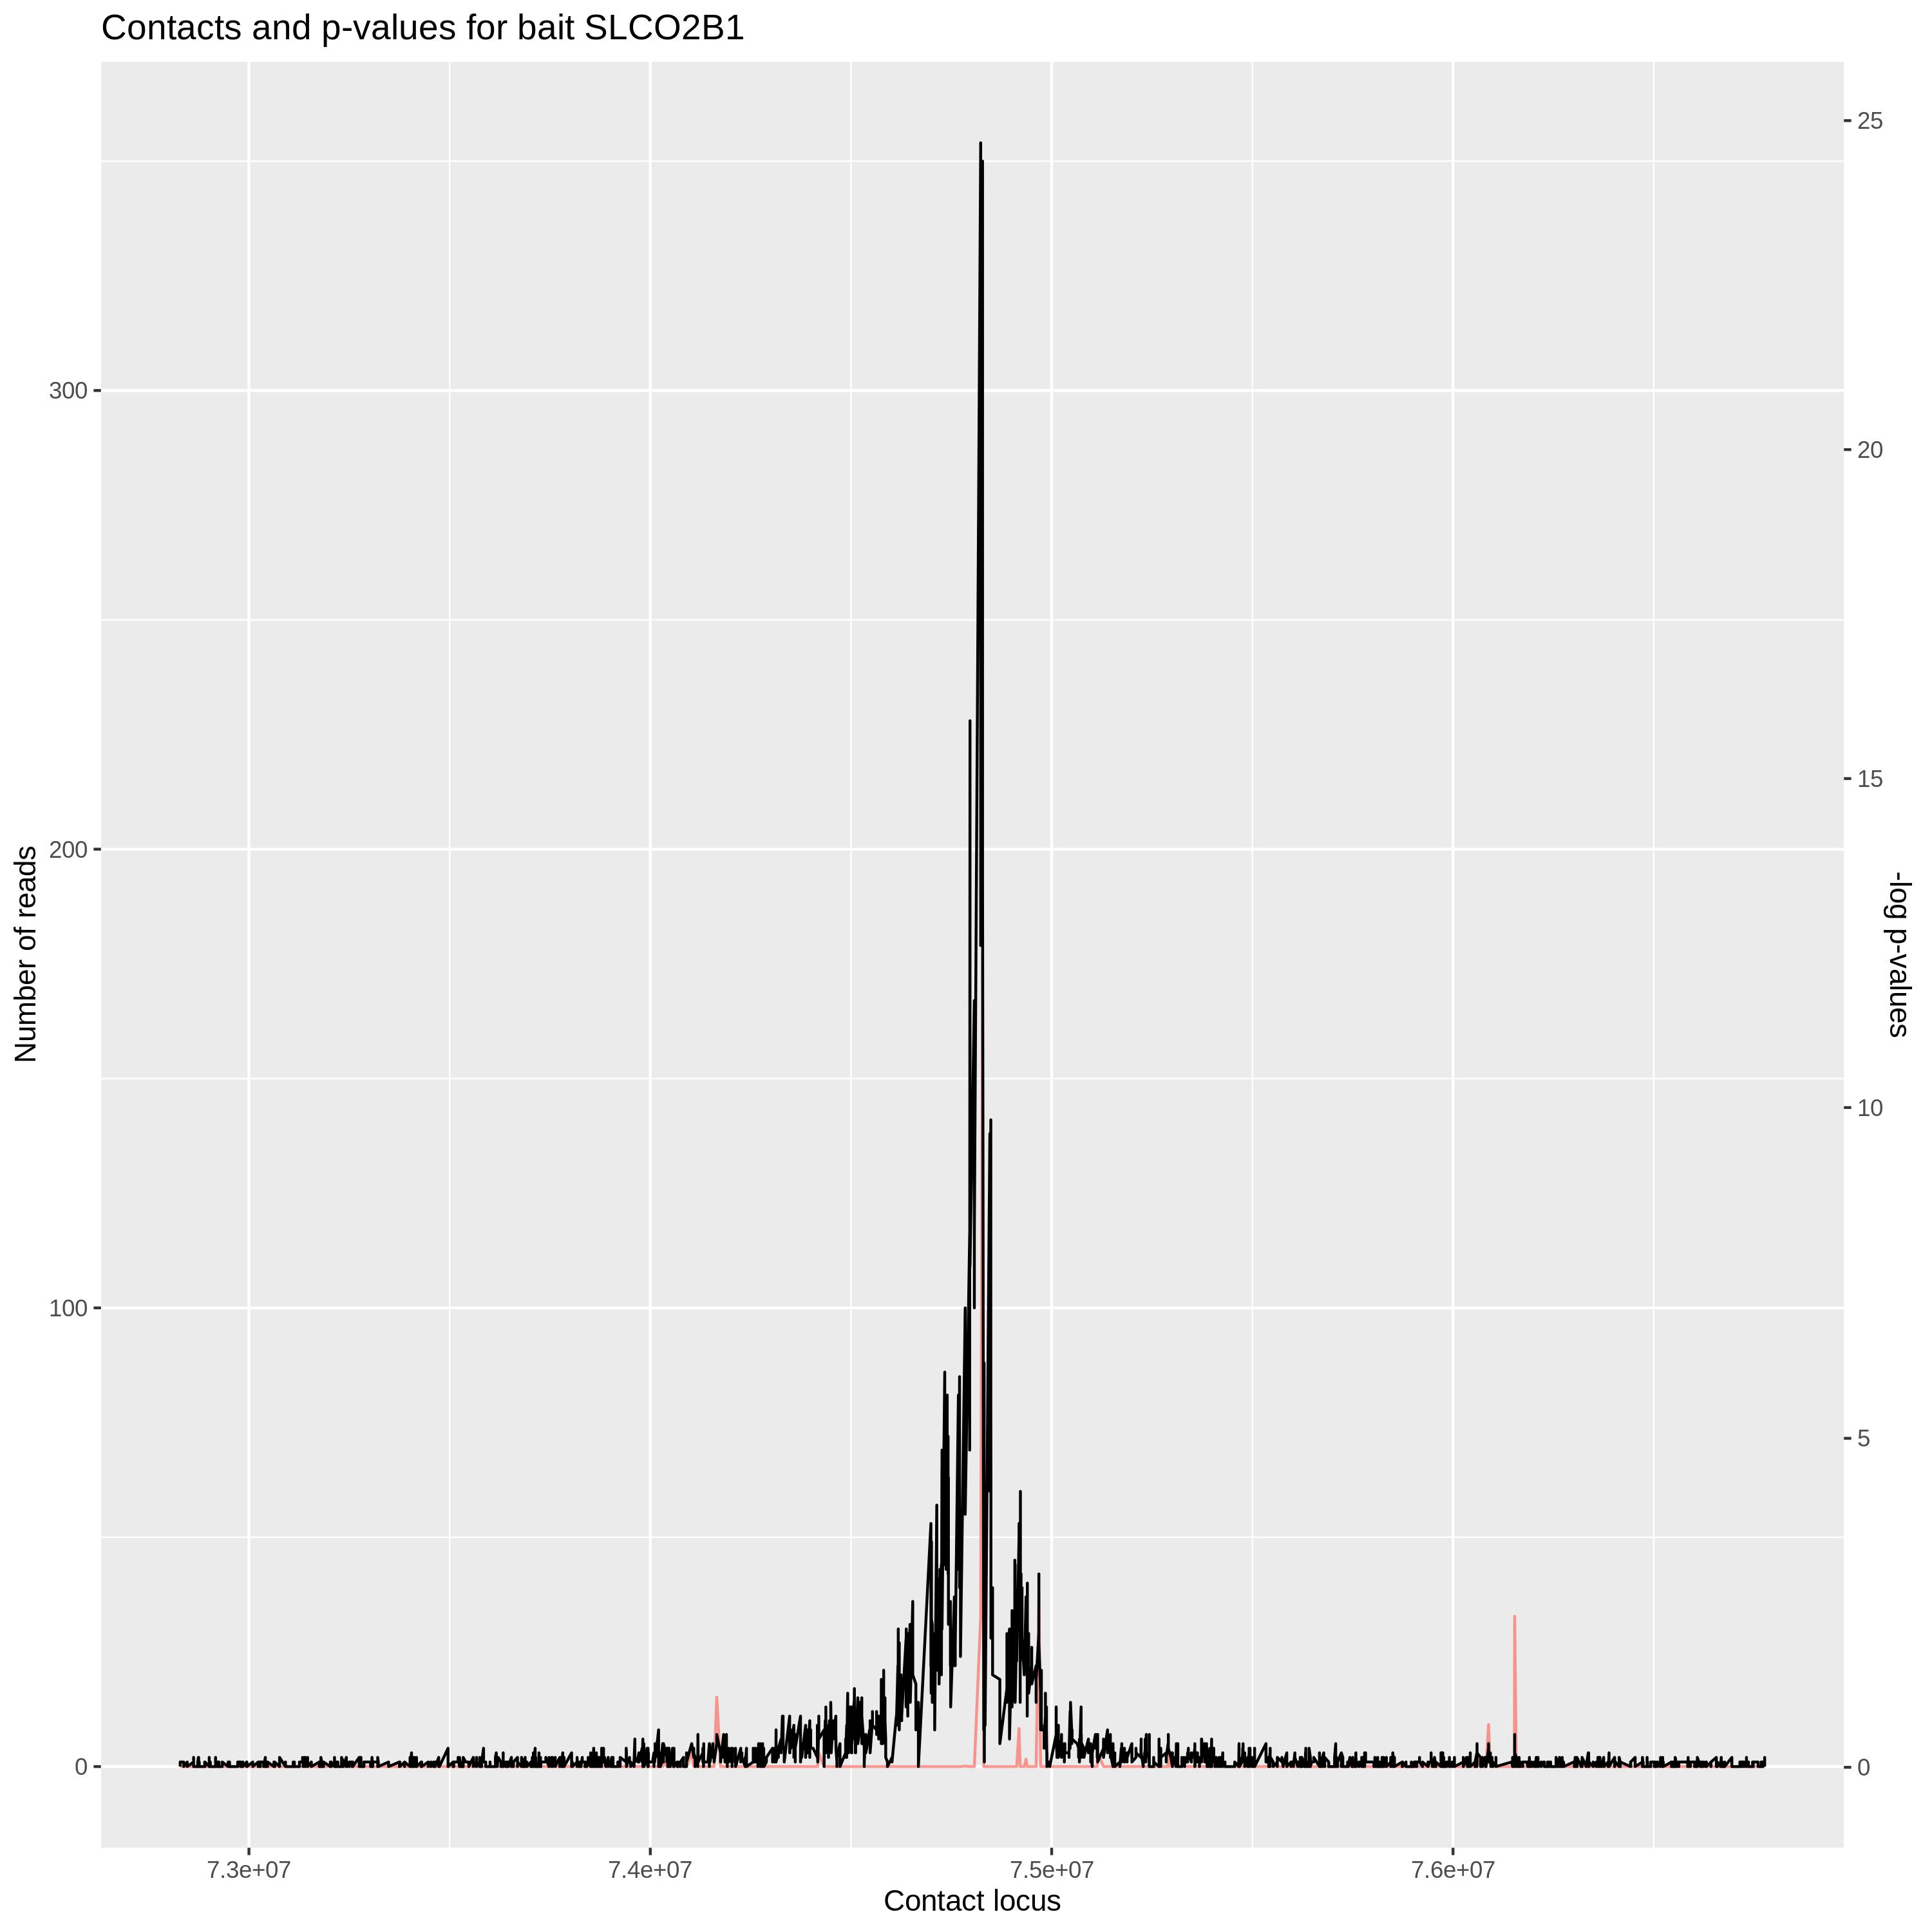 Contacts and p-values for bait SLCO2B1
Number of reads
300
200
100
0
25
20
15
10
5
0
-log p-values
7.3e+07
7.4e+07
7.5e+07
7.6e+07
Contact locus